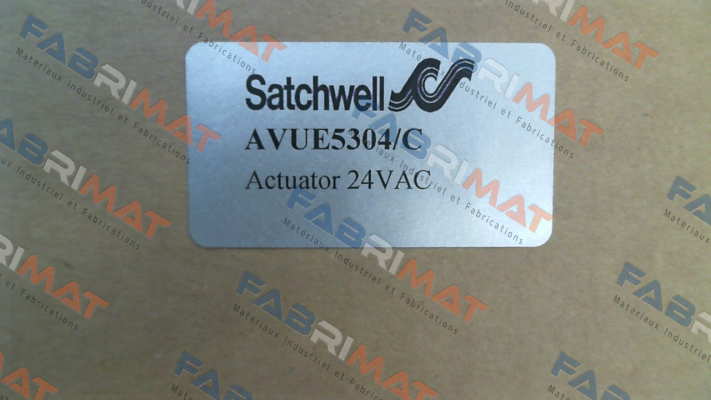 Satchwell
AVUE5304/C
Actuator 24VAC
FABRIMAT
Materiaux Industriel et Fabrications